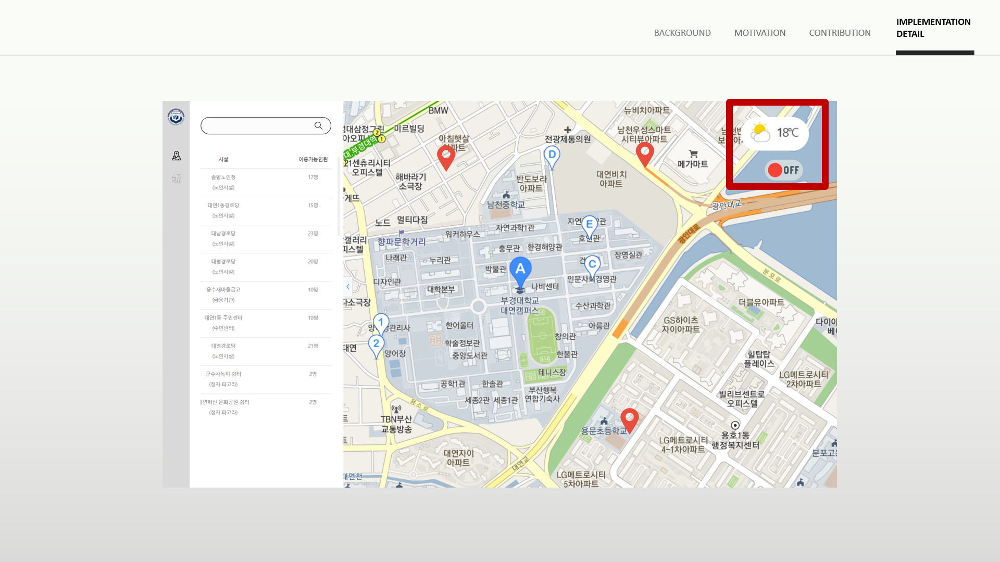 BACKGROUND
MOTIVATION
CONTRIBUTION
IMPLEMENTATION
DETAIL
시설 이용가능인원
솔밭노인정 17명
(노인시설)
대연1동경로당 15명
(노인시설)
대남경로당 23명
(노인시설)
대평경로당 20명
(노인시설)
용수새마을금고 10명
(금융기관)
대연1동 주민센터 10명
(주민센터)
대명경로당 21명
(노인시설)
군수사녹지 쉼터 2명
(정자·파고라)
문화공원 쉼터 2명
(정자·파고라)
BMW
미르빌딩
2
1
아침햇살
전광제통의원
뉴비치아파트
남천우성스마트
시티뷰아파트
18℃
OFF
D
21센츄리시티
오피스텔
해바라기
소극장
반도보라
아파트
메가마트
대연비치
아파트
남천중학교
광안대교
멀티다짐
노드
자연과학1관
E
호연관
워커하우스
광안대로
갤러리
향파문학거리
충무관
환경해양관
장영실관
나래관
누리관
A
C
박물관
인문사회경영관
디자인관
대학본부
나비센터
분포로
부경대학교
대연캠퍼스
다소극장
수산과학관
더블유아파트
GS하이츠
자이아파트
1
한어울터
아름관
2
학술정보관
창의관
대연
양어장
중앙도서관
한울관
힐탑탑
플레이스
테니스장
LG메트로시티
2차아파트
공학1관
한솔관
부산행복
연합기숙사
세종2관
세종1관
빌리브센트로
오피스텔
용소로
TBN부산
교통방송
용문초등학교
용호1동
행정복지센터
LG메트로시티
4-1차아파트
대연자이
아파트
대연교
LG메트로시티
5차아파트
대연천